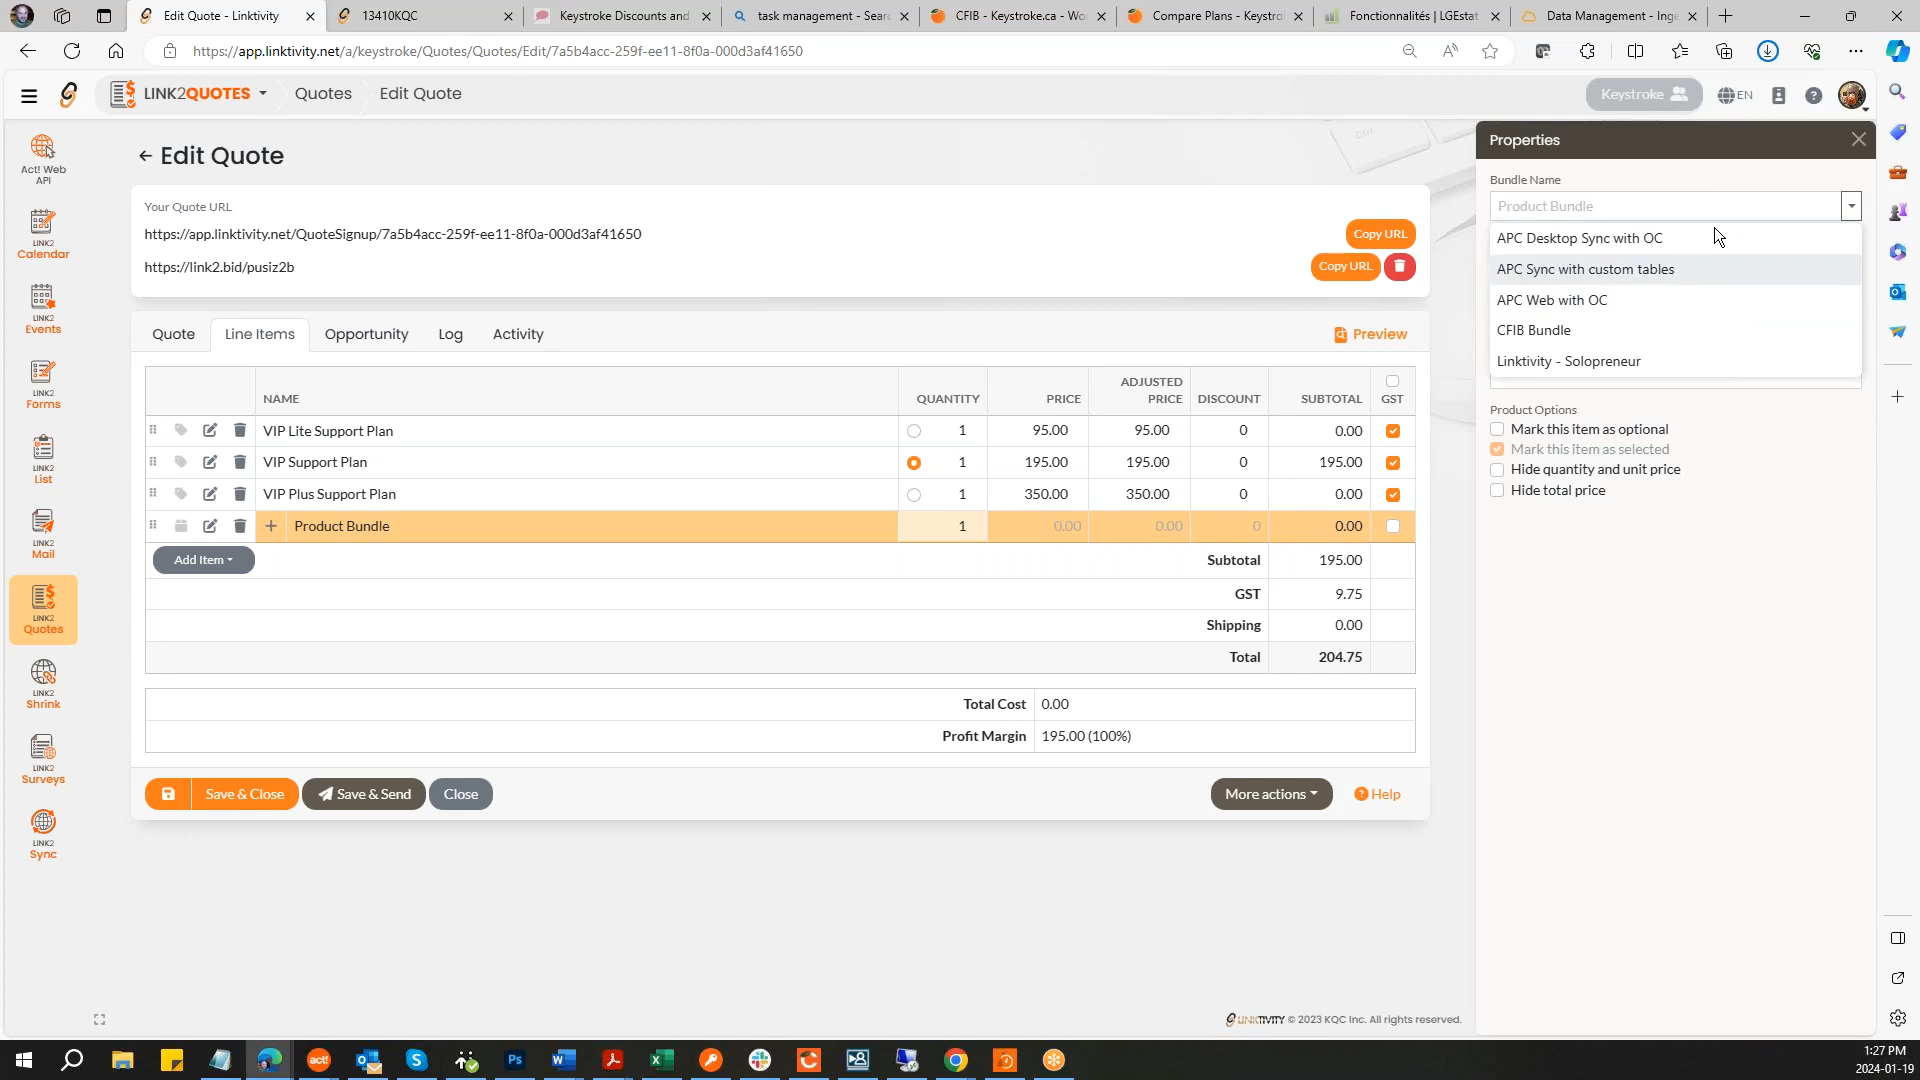 Edit Quote - Linktivity
13410KQC
Keystroke Discounts and
task management - Sear
CFIB - Keystroke.ca - Wo
Compare Plans - Keystro
Fonctionnalités | LGEstat
Data Management - Inge
https://app.linktivity.net/a/keystroke/Quotes/Quotes/Edit/7a5b4acc-259f-ee11-8f0a-000d3af41650
LINK2QUOTES
Quotes
Edit Quote
Keystroke
EN
Act! Web
API
LINK2
Calendar
LINK2
Events
LINK2
Forms
LINK2
List
LINK2
Mail
LINK2
Quotes
LINK2
Shrink
LINK2
Surveys
LINK2
Sync
← Edit Quote
Your Quote URL
https://app.linktivity.net/QuoteSignup/7a5b4acc-259f-ee11-8f0a-000d3af41650
Copy URL
https://link2.bid/pusiz2b
Copy URL
Quote
Line Items
Opportunity
Log
Activity
Preview
NAME
QUANTITY
PRICE
ADJUSTED
PRICE
DISCOUNT
SUBTOTAL
GST
VIP Lite Support Plan 1 95.00 95.00 0 0.00
VIP Support Plan 1 195.00 195.00 0 195.00
VIP Plus Support Plan 1 350.00 350.00 0 0.00
+ Product Bundle 1 0.00 0.00 0 0.00
Add Item
Subtotal 195.00
GST 9.75
Shipping 0.00
Total 204.75
Total Cost 0.00
Profit Margin 195.00 (100%)
Save & Close
Save & Send
Close
More actions
Help
LINKTIVITY © 2023 KQC Inc. All rights reserved.
Properties
Bundle Name
Product Bundle
APC Desktop Sync with OC
APC Sync with custom tables
APC Web with OC
CFIB Bundle
Linktivity - Solopreneur
Product Options
Mark this item as optional
Mark this item as selected
Hide quantity and unit price
Hide total price
act!
Ps
1:27 PM
2024-01-19